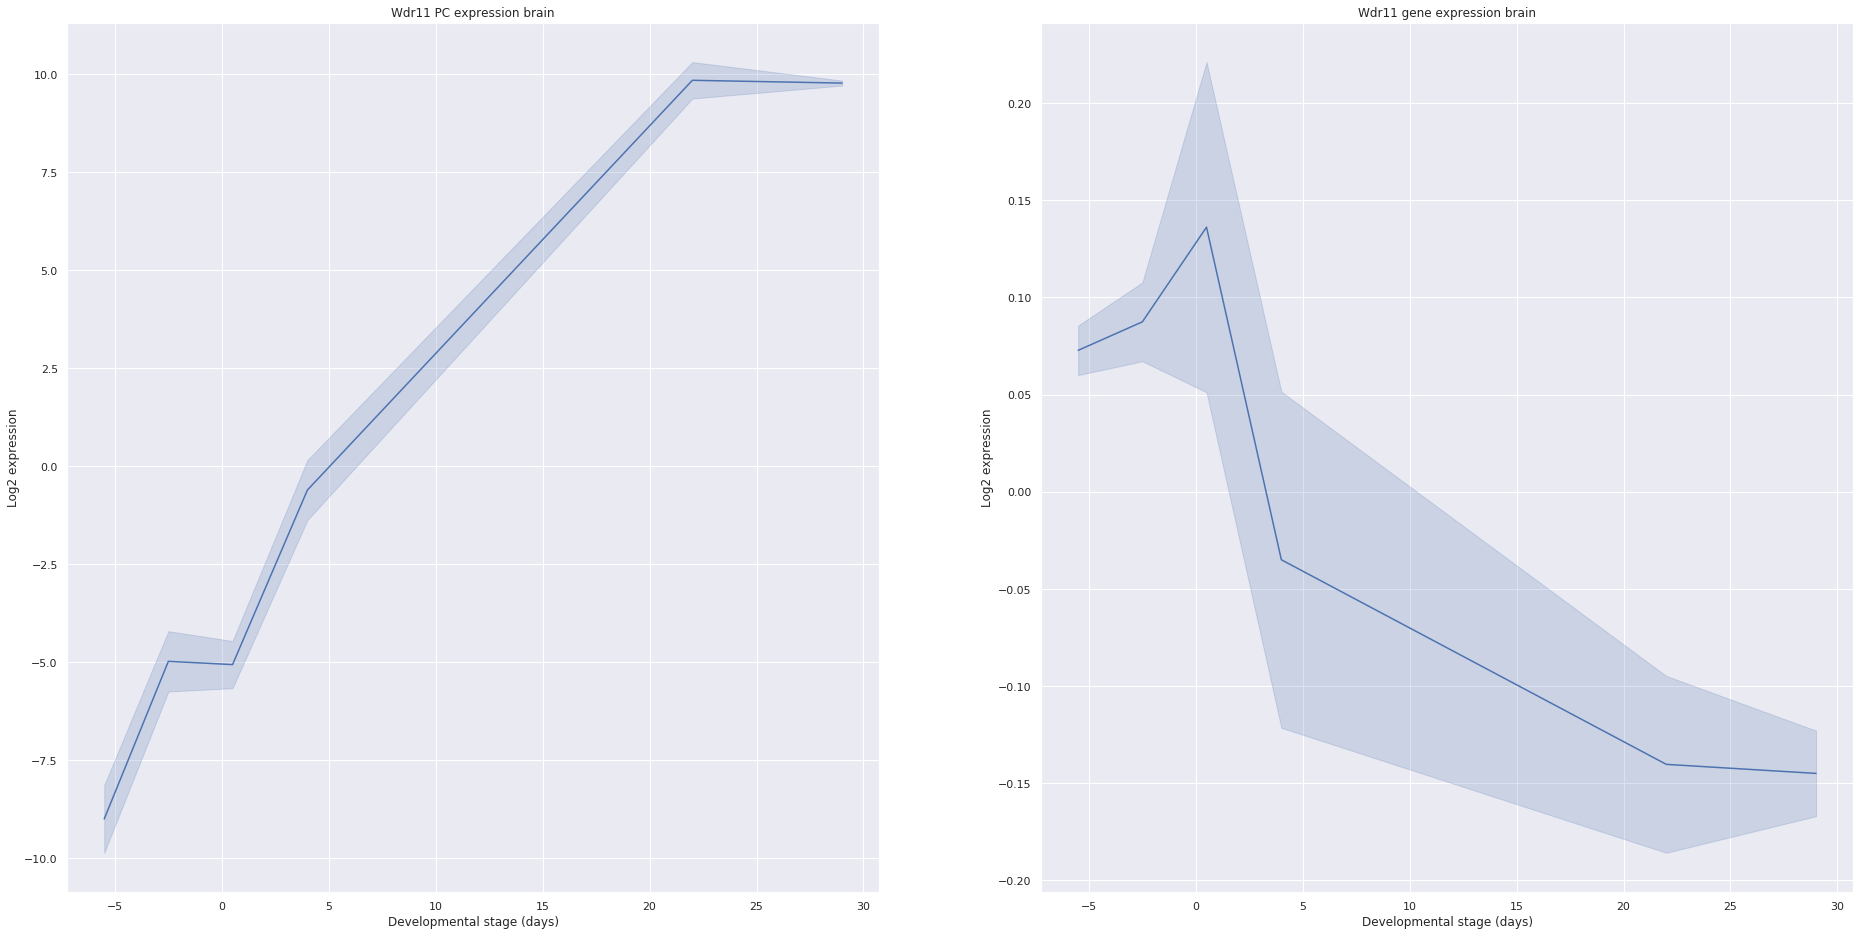 Wdr11 PC expression brain
10.0
7.5
5.0
2.5
0.0
−2.5
−5.0
−7.5
−10.0
Log2 expression
−5 0 5 10 15 20 25 30
Developmental stage (days)
Wdr11 gene expression brain
0.20
0.15
0.10
0.05
0.00
−0.05
−0.10
−0.15
−0.20
Log2 expression
−5 0 5 10 15 20 25 30
Developmental stage (days)